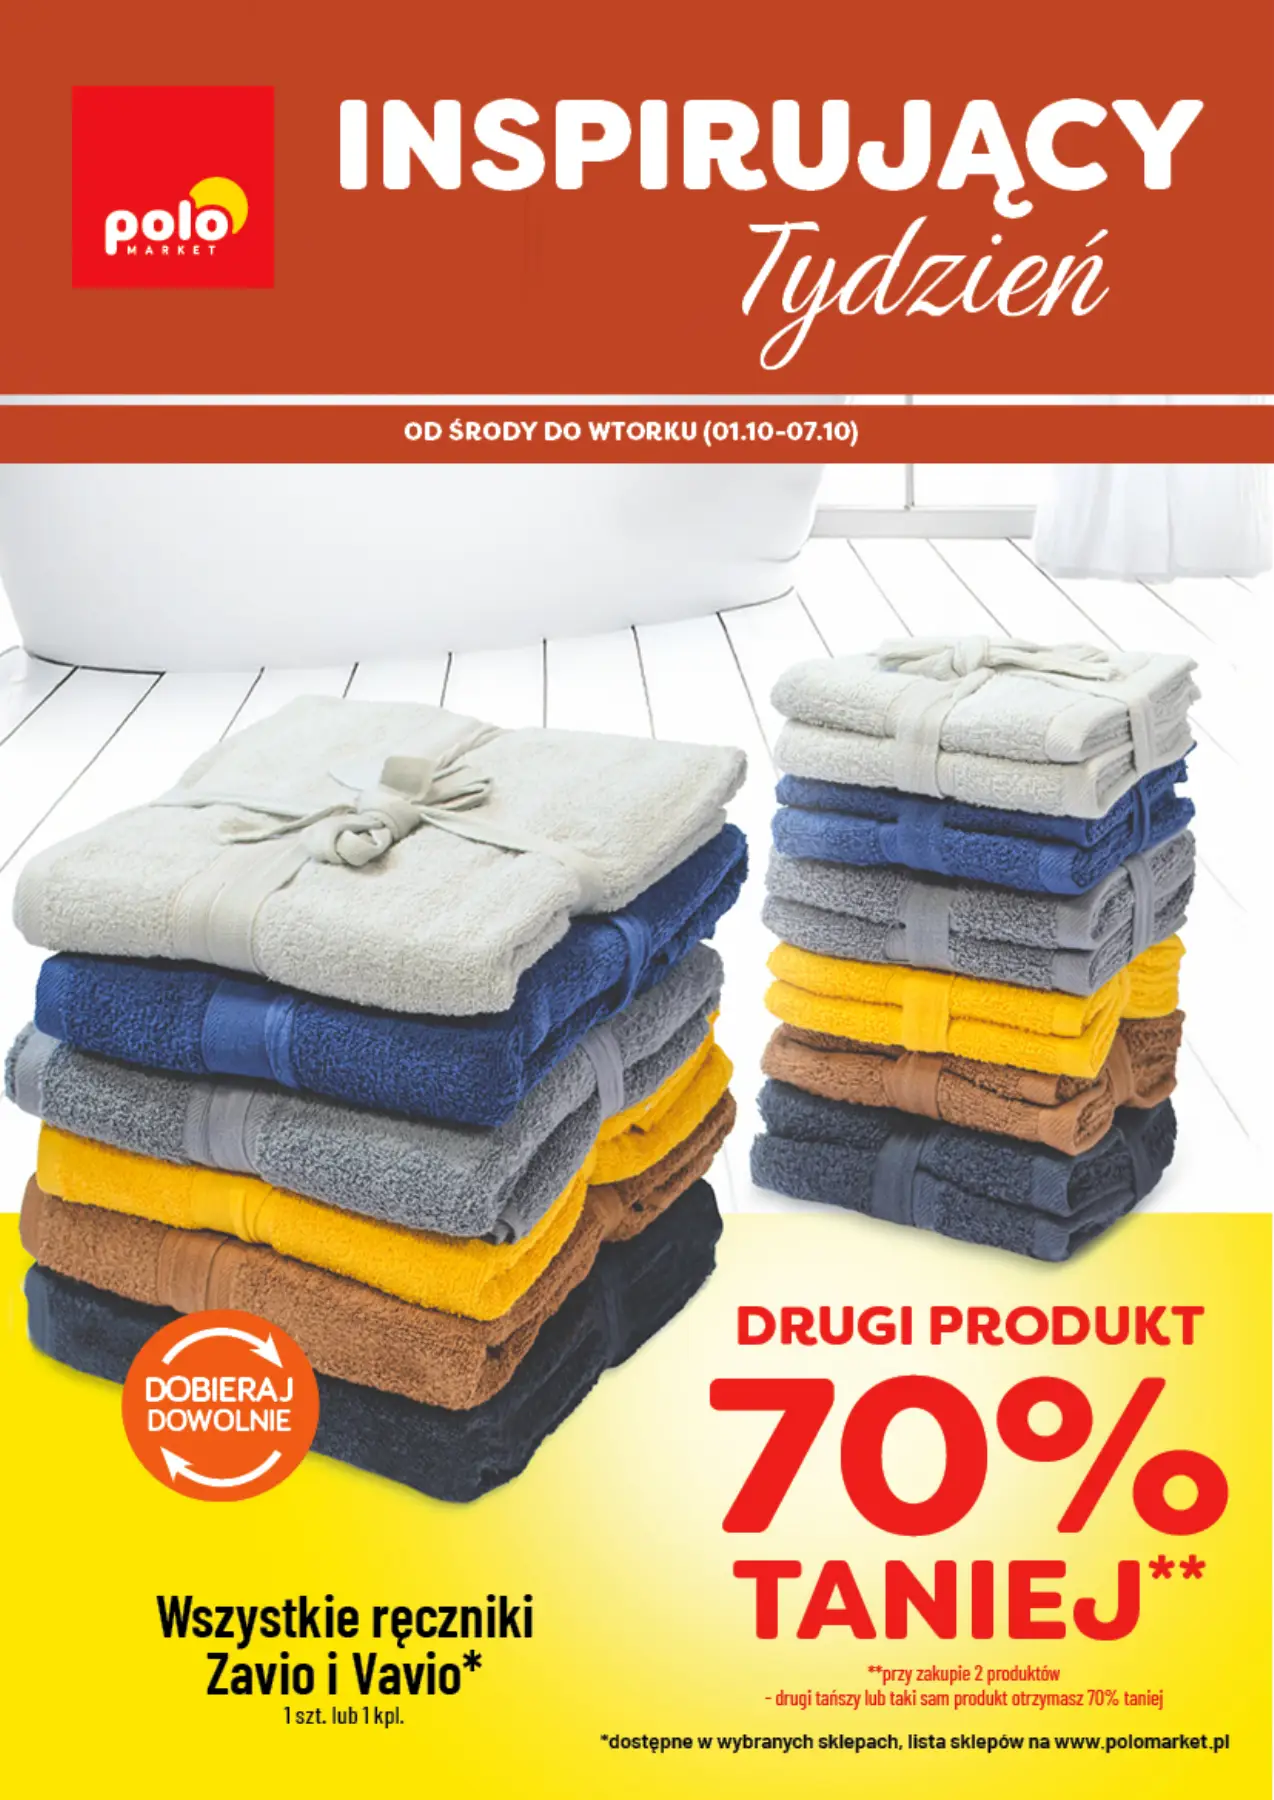 polo
MARKET
INSPIRUJĄCY
Tydzień
OD ŚRODY DO WTORKU (01.10-07.10)
DOBIERAJ
DOWOLNIE
DRUGI PRODUKT
70%
TANIEJ**
Wszystkie ręczniki
Zavio i Vavio*
1 szt. lub 1 kpl.
**przy zakupie 2 produktów
- drugi tańszy lub taki sam produkt otrzymasz 70% taniej
*dostępne w wybranych sklepach, lista sklepów na www.polomarket.pl